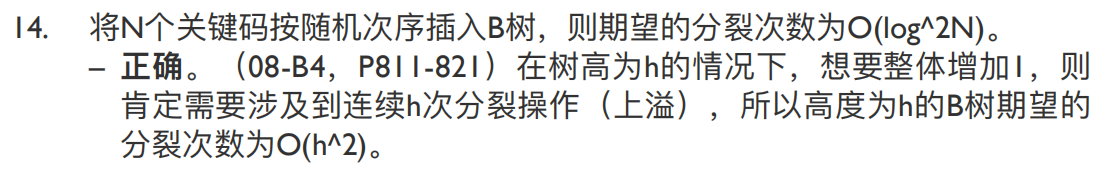 14. 将N个关键码按随机次序插入B树，则期望的分裂次数为O(log^2N)。
– 正确。（08-B4，P811-821）在树高为h的情况下，想要整体增加1，则
肯定需要涉及到连续h次分裂操作（上溢），所以高度为h的B树期望的
分裂次数为O(h^2)。